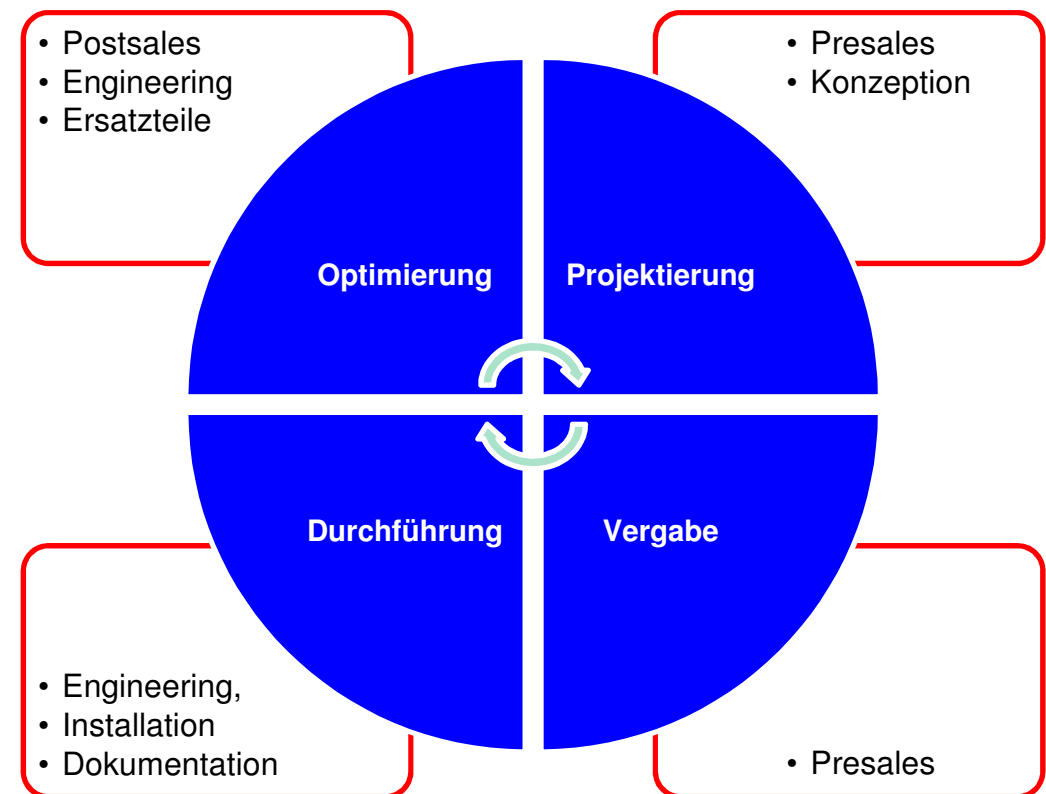 • Postsales
• Engineering
• Ersatzteile
• Presales
• Konzeption
Optimierung
Projektierung
Durchführung
Vergabe
• Engineering,
• Installation
• Dokumentation
• Presales